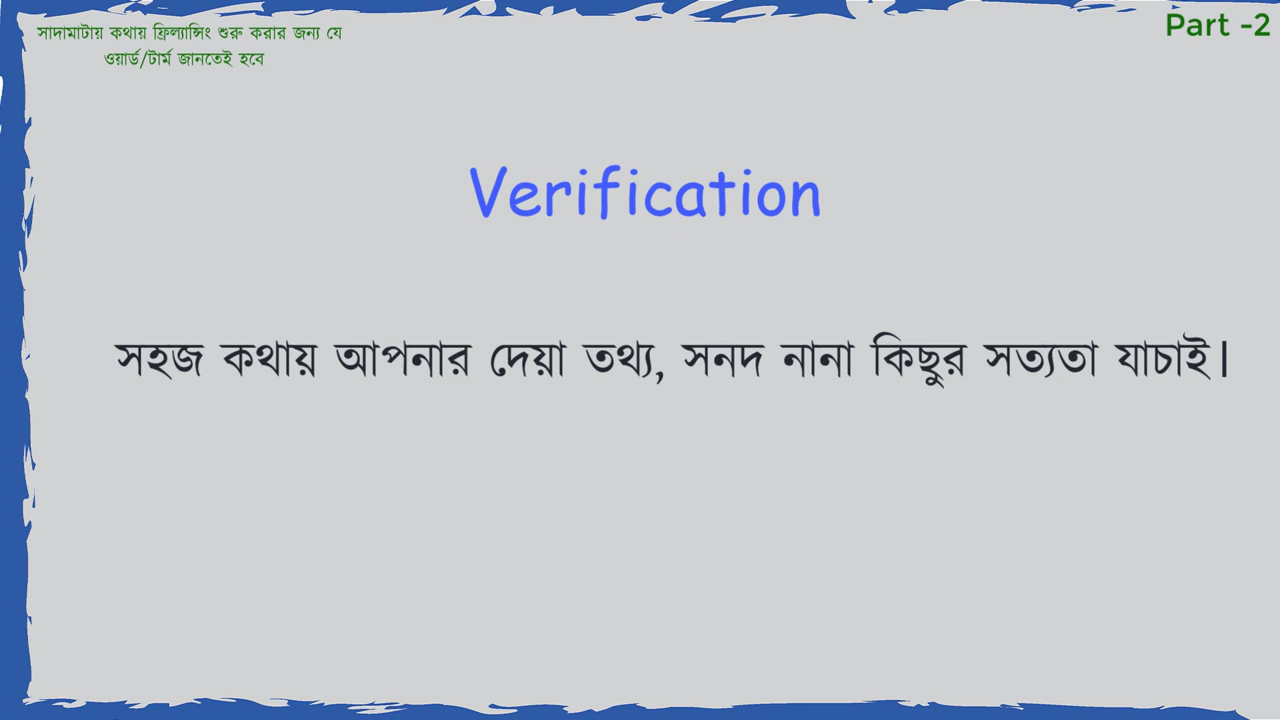 সাদামাটায় কথায় ফ্রিল্যান্সিং শুরু করার জন্য যে
ওয়ার্ড/টার্ম জানতেই হবে
Part -2
Verification
সহজ কথায় আপনার দেয়া তথ্য, সনদ নানা কিছুর সত্যতা যাচাই।